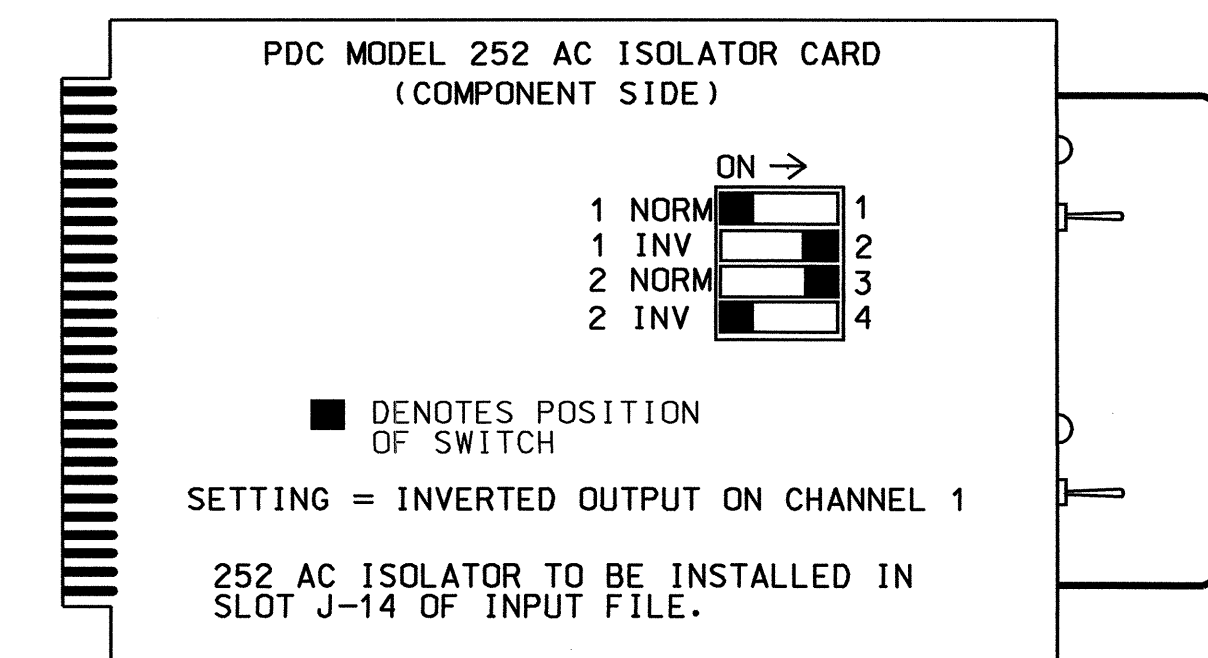 PDC MODEL 252 AC ISOLATOR CARD
(COMPONENT SIDE)
ON →
1 NORM 1
1 INV 2
2 NORM 3
2 INV 4
DENOTES POSITION
OF SWITCH
SETTING = INVERTED OUTPUT ON CHANNEL 1
252 AC ISOLATOR TO BE INSTALLED IN
SLOT J-14 OF INPUT FILE.